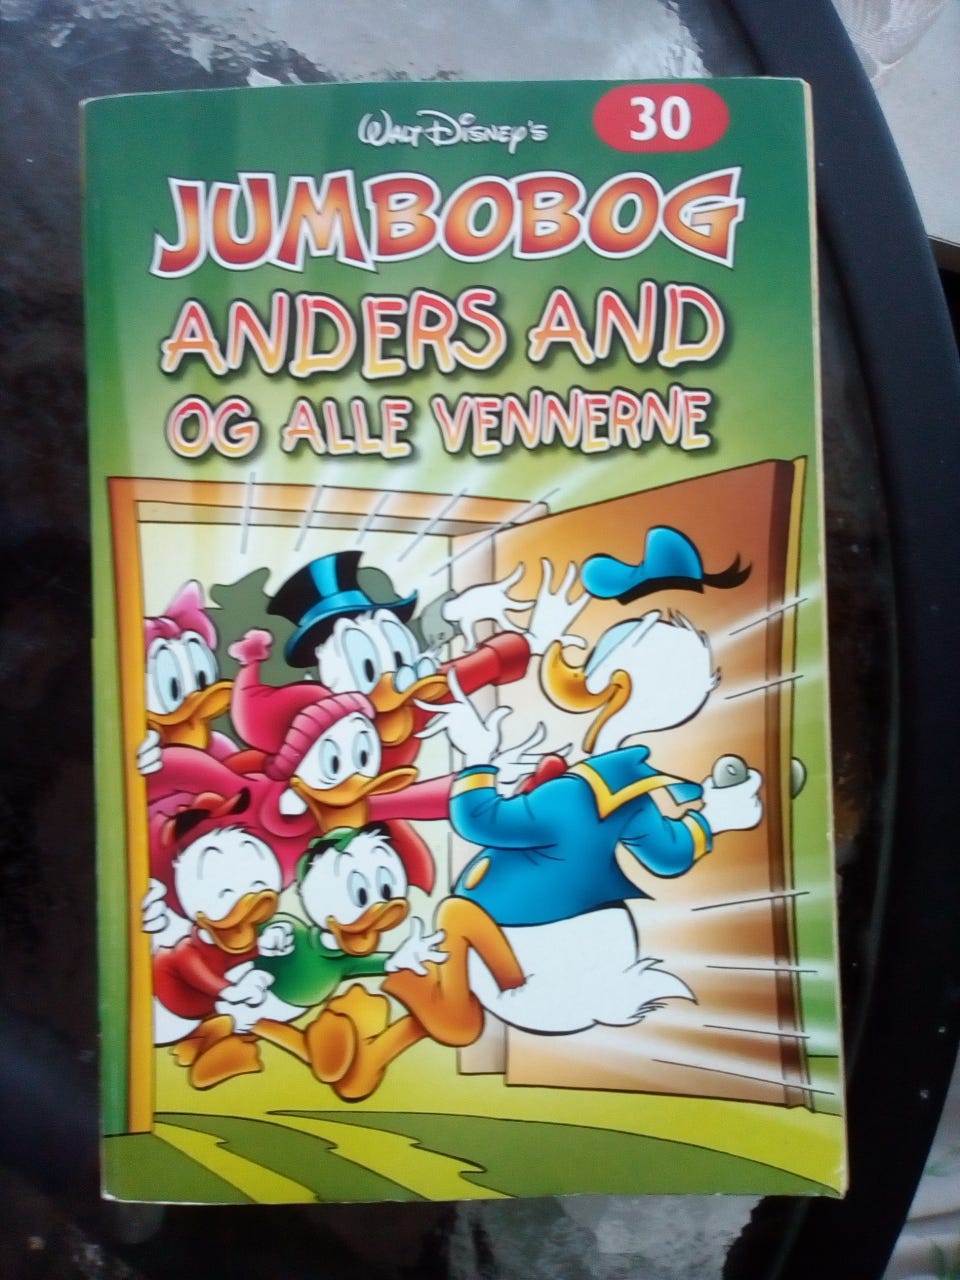 WALT DISNEY'S
30
JUMBOBOG
ANDERS AND
OG ALLE VENNERNE